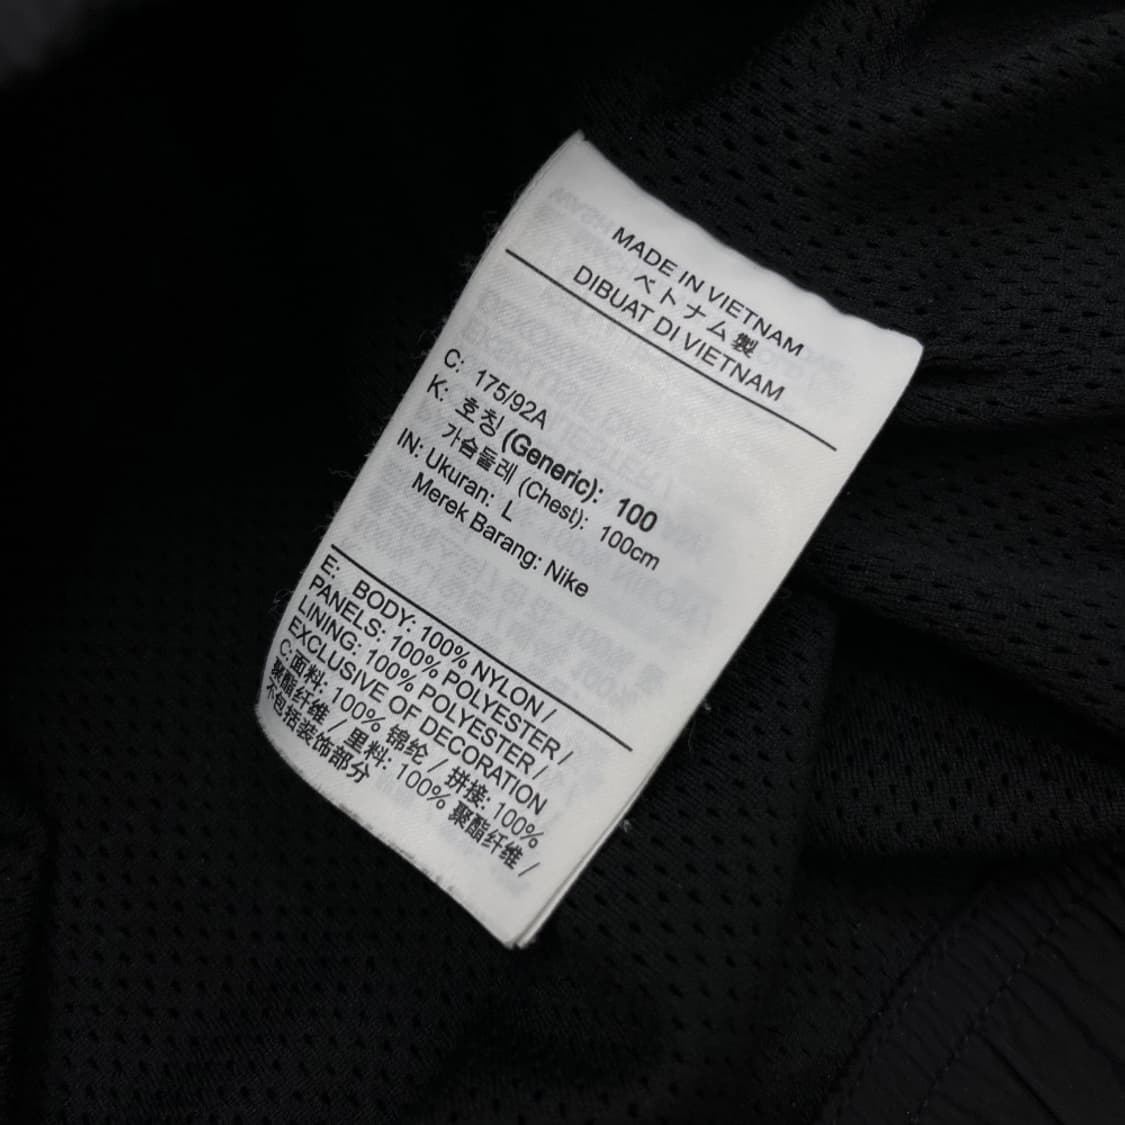 MADE IN VIETNAM
ベトナム製
DIBUAT DI VIETNAM
C: 175/92A
K: 호칭 (Generic): 100
가슴둘레 (Chest): 100cm
IN: Ukuran: L
Merek Barang: Nike
E: BODY: 100% NYLON /
PANELS: 100% POLYESTER /
LINING: 100% POLYESTER /
EXCLUSIVE OF DECORATION
C: 面料: 100% 锦纶 / 拼接: 100%
聚酯纤维 / 里料: 100% 聚酯纤维 /
不包括装饰部分